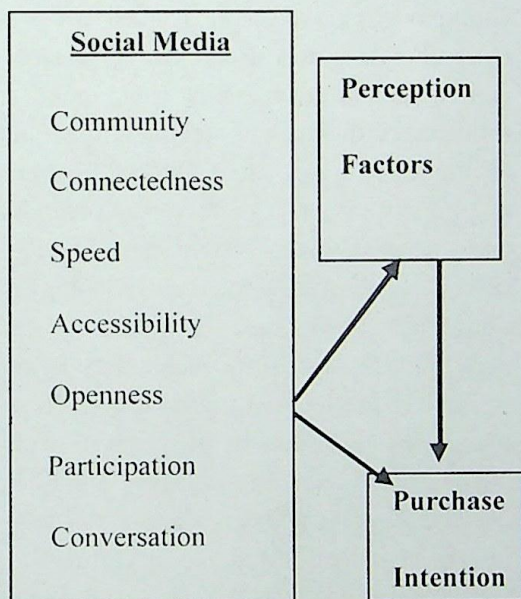 Social Media
Community
Connectedness
Speed
Accessibility
Openness
Participation
Conversation
Perception
Factors
Purchase
Intention